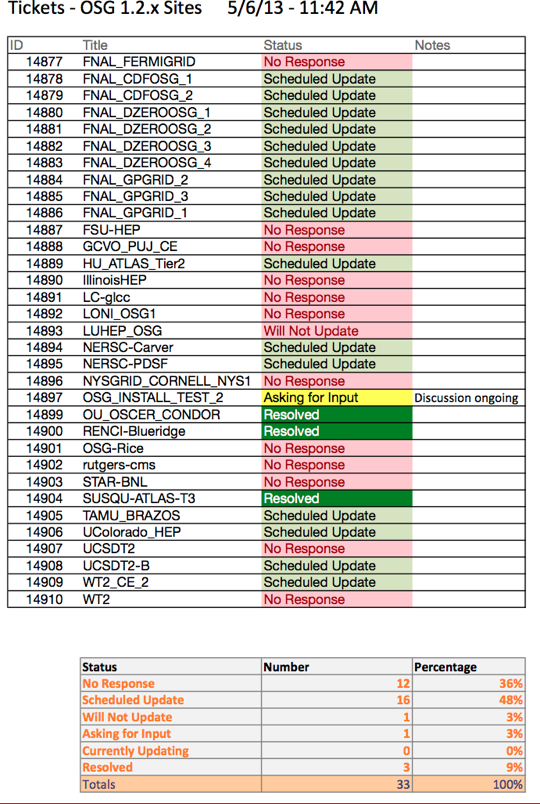 Tickets - OSG 1.2.x Sites 5/6/13 - 11:42 AM
ID Title Status Notes
14877 FNAL_FERMIGRID No Response
14878 FNAL_CDFOSG_1 Scheduled Update
14879 FNAL_CDFOSG_2 Scheduled Update
14880 FNAL_DZEROOSG_1 Scheduled Update
14881 FNAL_DZEROOSG_2 Scheduled Update
14882 FNAL_DZEROOSG_3 Scheduled Update
14883 FNAL_DZEROOSG_4 Scheduled Update
14884 FNAL_GPGRID_2 Scheduled Update
14885 FNAL_GPGRID_3 Scheduled Update
14886 FNAL_GPGRID_1 Scheduled Update
14887 FSU-HEP No Response
14888 GCVO_PUJ_CE No Response
14889 HU_ATLAS_Tier2 Scheduled Update
14890 IllinoisHEP No Response
14891 LC-glcc No Response
14892 LONI_OSG1 No Response
14893 LUHEP_OSG Will Not Update
14894 NERSC-Carver Scheduled Update
14895 NERSC-PDSF Scheduled Update
14896 NYSGRID_CORNELL_NYS1 No Response
14897 OSG_INSTALL_TEST_2 Asking for Input Discussion ongoing
14899 OU_OSCER_CONDOR Resolved
14900 RENCI-Blueridge Resolved
14901 OSG-Rice No Response
14902 rutgers-cms No Response
14903 STAR-BNL No Response
14904 SUSQU-ATLAS-T3 Resolved
14905 TAMU_BRAZOS Scheduled Update
14906 UColorado_HEP Scheduled Update
14907 UCSDT2 No Response
14908 UCSDT2-B Scheduled Update
14909 WT2_CE_2 Scheduled Update
14910 WT2 No Response
Status Number Percentage
No Response 12 36%
Scheduled Update 16 48%
Will Not Update 1 3%
Asking for Input 1 3%
Currently Updating 0 0%
Resolved 3 9%
Totals 33 100%